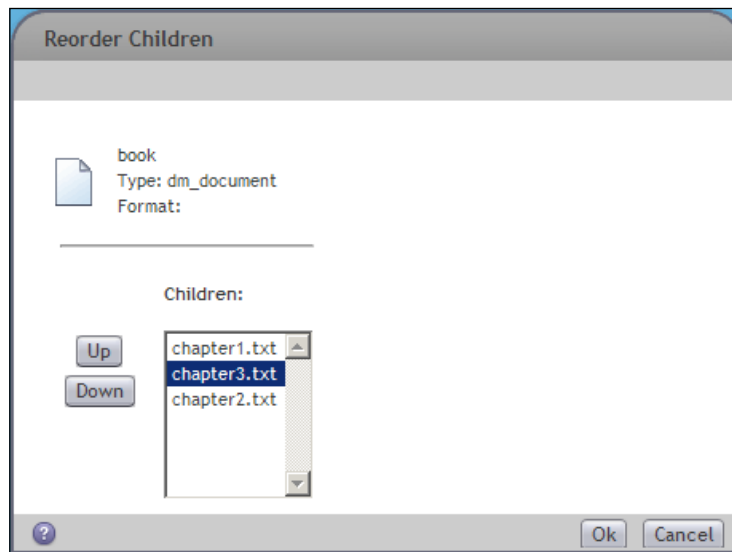 Reorder Children
book
Type: dm_document
Format:
Children:
Up
Down
chapter1.txt
chapter3.txt
chapter2.txt
?
Ok
Cancel